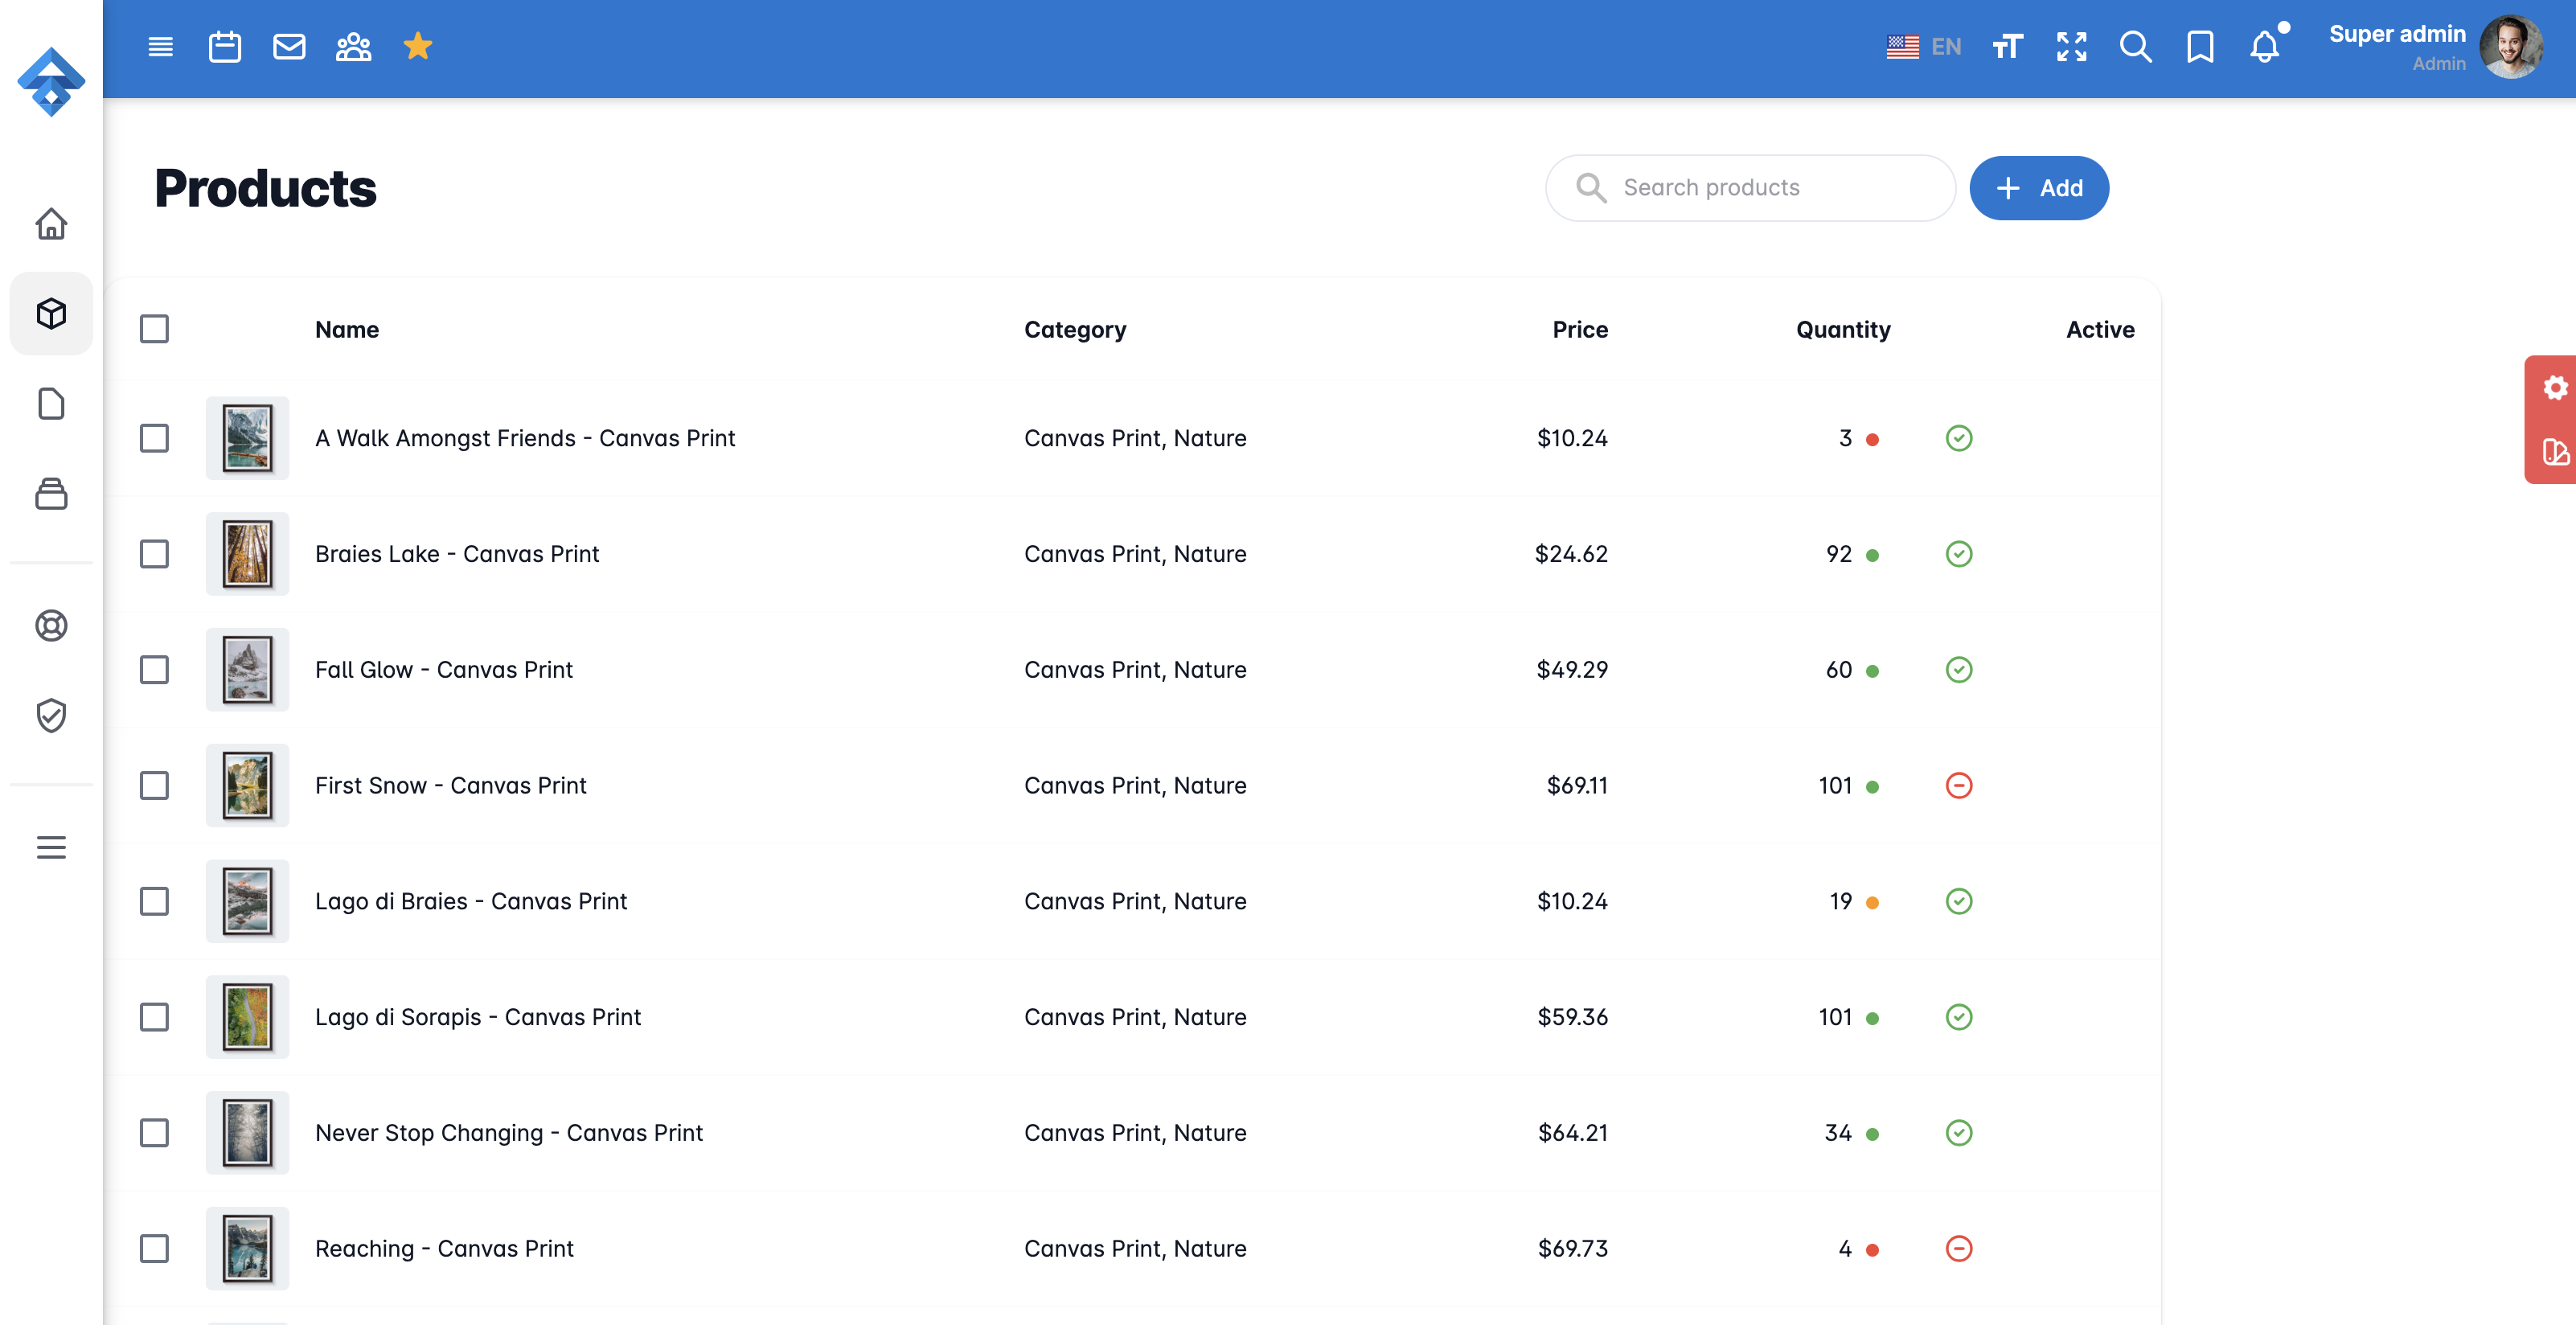 EN
Super admin
Admin
Products
Search products
Add
Name Category Price Quantity Active
A Walk Amongst Friends - Canvas Print Canvas Print, Nature $10.24 3
Braies Lake - Canvas Print Canvas Print, Nature $24.62 92
Fall Glow - Canvas Print Canvas Print, Nature $49.29 60
First Snow - Canvas Print Canvas Print, Nature $69.11 101
Lago di Braies - Canvas Print Canvas Print, Nature $10.24 19
Lago di Sorapis - Canvas Print Canvas Print, Nature $59.36 101
Never Stop Changing - Canvas Print Canvas Print, Nature $64.21 34
Reaching - Canvas Print Canvas Print, Nature $69.73 4